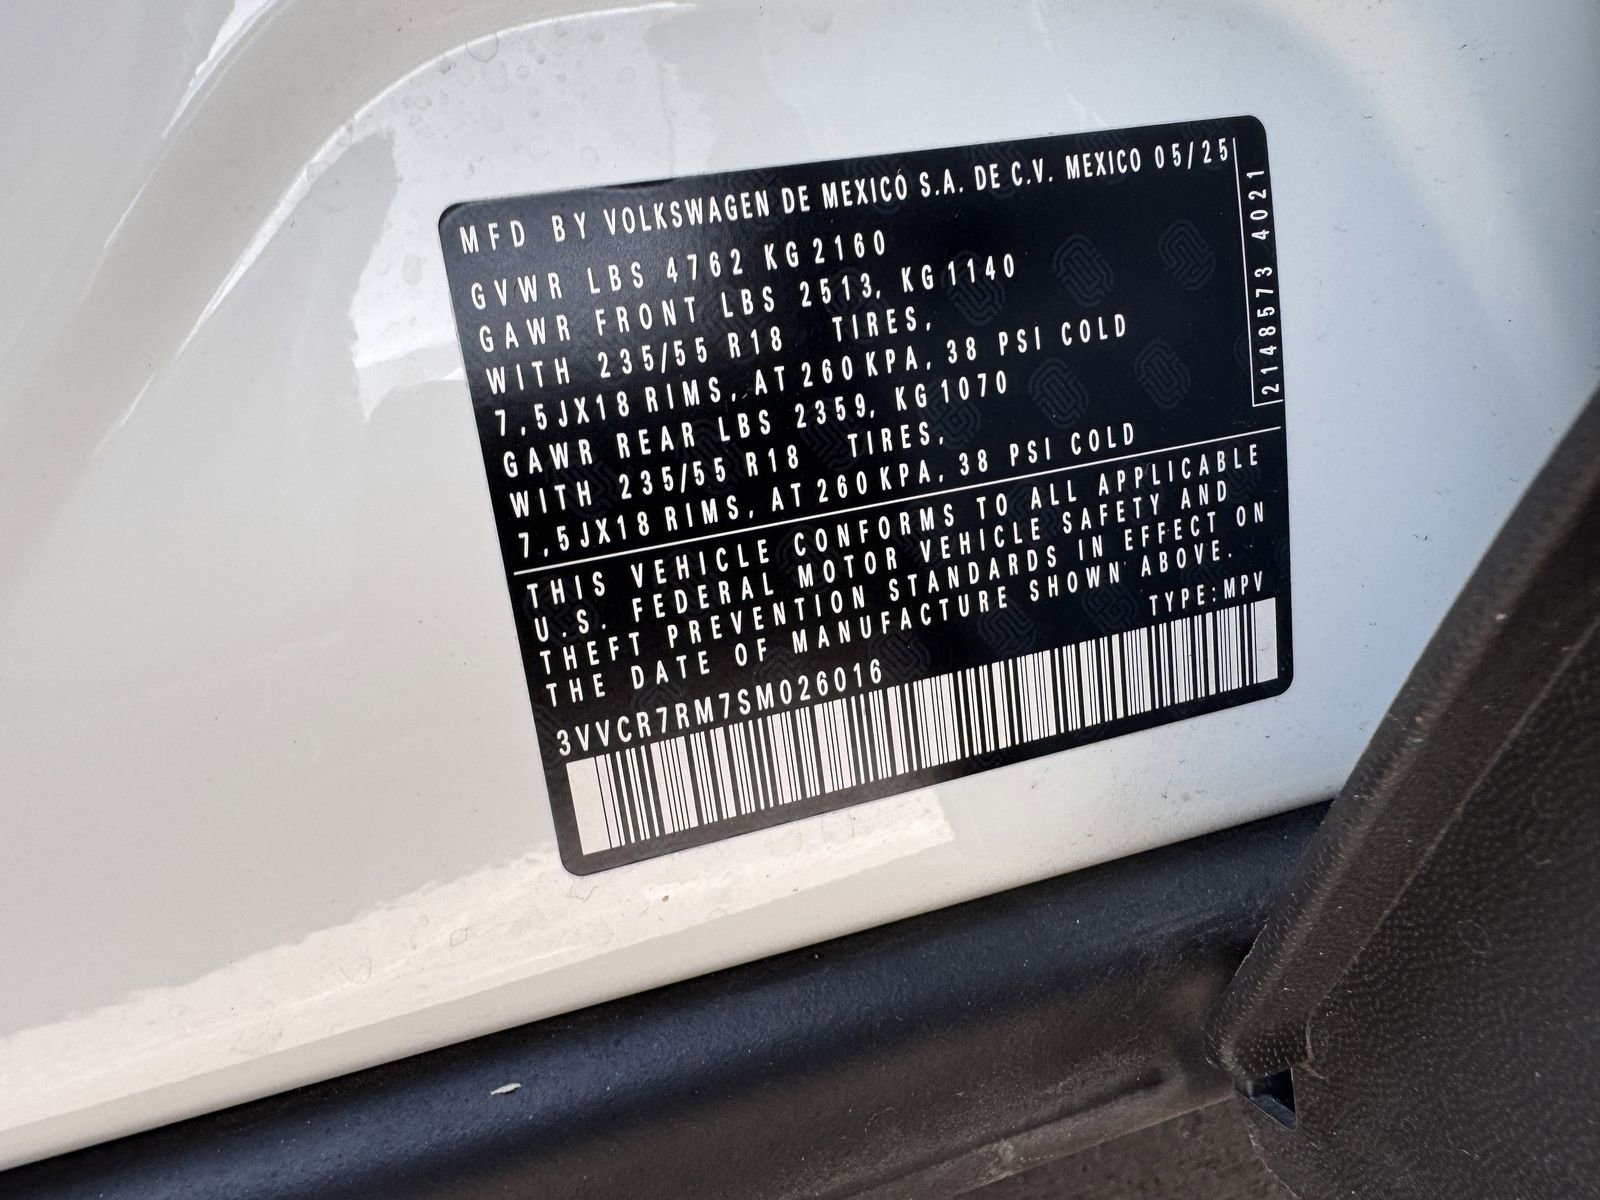 MFD BY VOLKSWAGEN DE MEXICO S.A. DE C.V. MEXICO 05/25
GVWR LBS 4762 KG 2160
GAWR FRONT LBS 2513, KG 1140
WITH 235/55 R18 TIRES,
7,5JX18 RIMS, AT 260 KPA, 38 PSI COLD
GAWR REAR LBS 2359, KG 1070
WITH 235/55 R18 TIRES,
7,5JX18 RIMS, AT 260 KPA, 38 PSI COLD
2148573 4021
THIS VEHICLE CONFORMS TO ALL APPLICABLE
U.S. FEDERAL MOTOR VEHICLE SAFETY AND
THEFT PREVENTION STANDARDS IN EFFECT ON
THE DATE OF MANUFACTURE SHOWN ABOVE.
TYPE:MPV
3VVCR7RM7SM026016